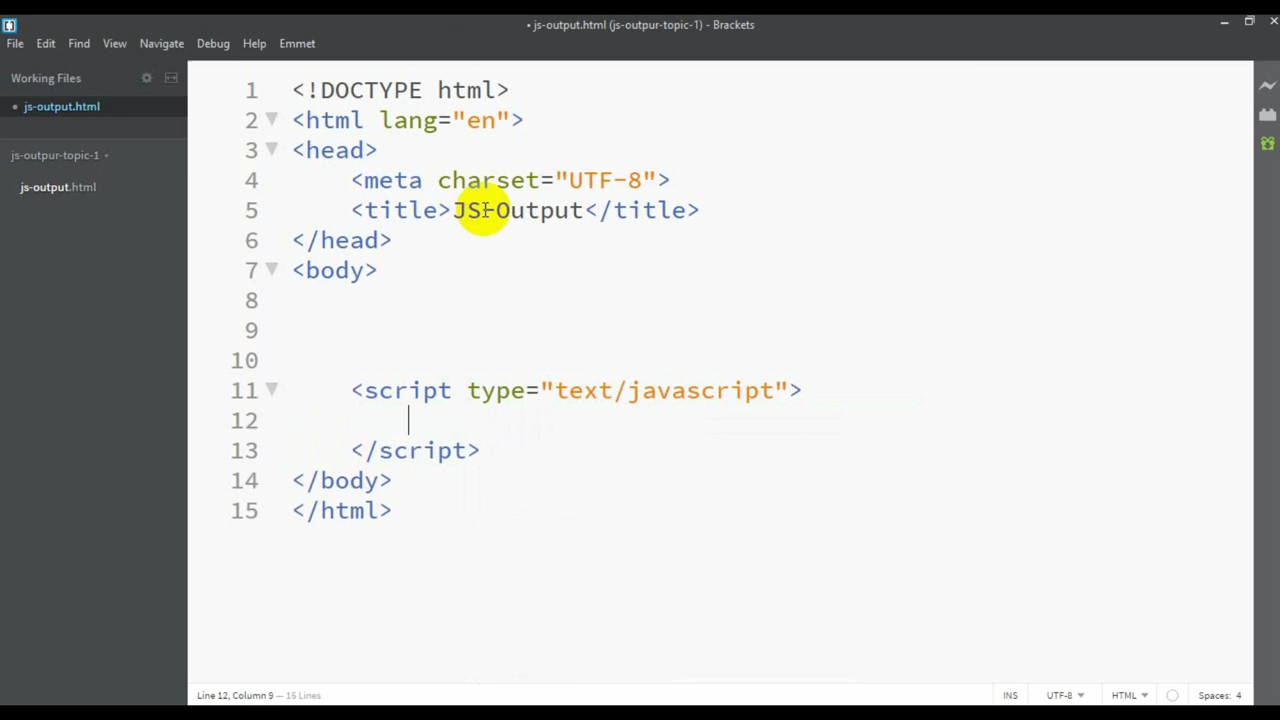 • js-output.html (js-outpur-topic-1) - Brackets
File Edit Find View Navigate Debug Help Emmet
Working Files
• js-output.html
js-outpur-topic-1
js-output.html
1 <!DOCTYPE html>
2 <html lang="en">
3 <head>
4 <meta charset="UTF-8">
5 <title>JS-Output</title>
6 </head>
7 <body>
8
9
10
11 <script type="text/javascript">
12
13 </script>
14 </body>
15 </html>
Line 12, Column 9 — 15 Lines INS UTF-8 HTML Spaces: 4